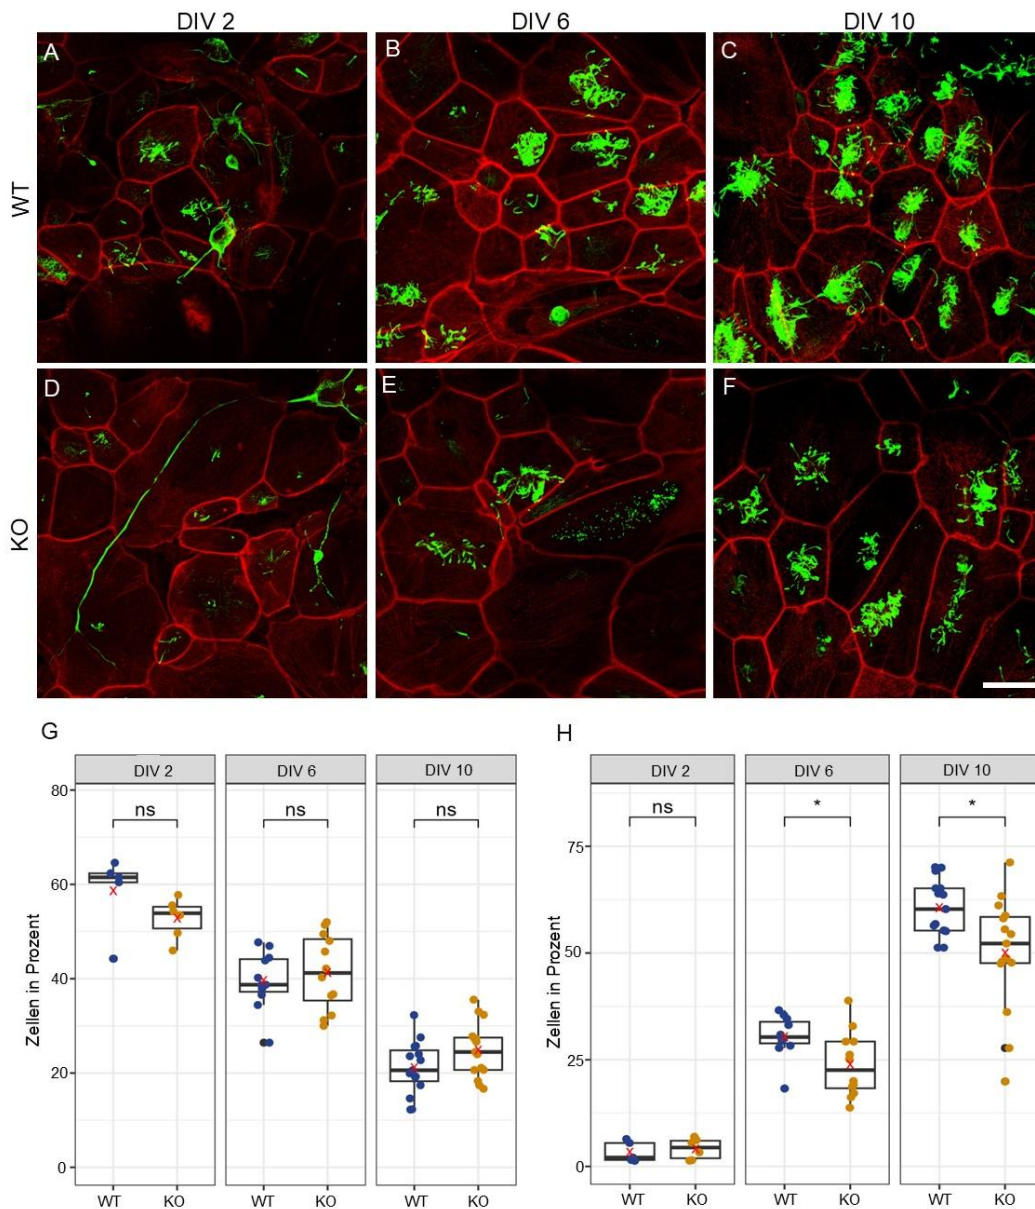 DIV 2 DIV 6 DIV 10
WT
A B C
KO
D E F
G
DIV 2 DIV 6 DIV 10
ns ns ns
Zellen in Prozent
80
60
40
20
0
WT KO WT KO WT KO
H
DIV 2 DIV 6 DIV 10
ns * *
Zellen in Prozent
75
50
25
0
WT KO WT KO WT KO